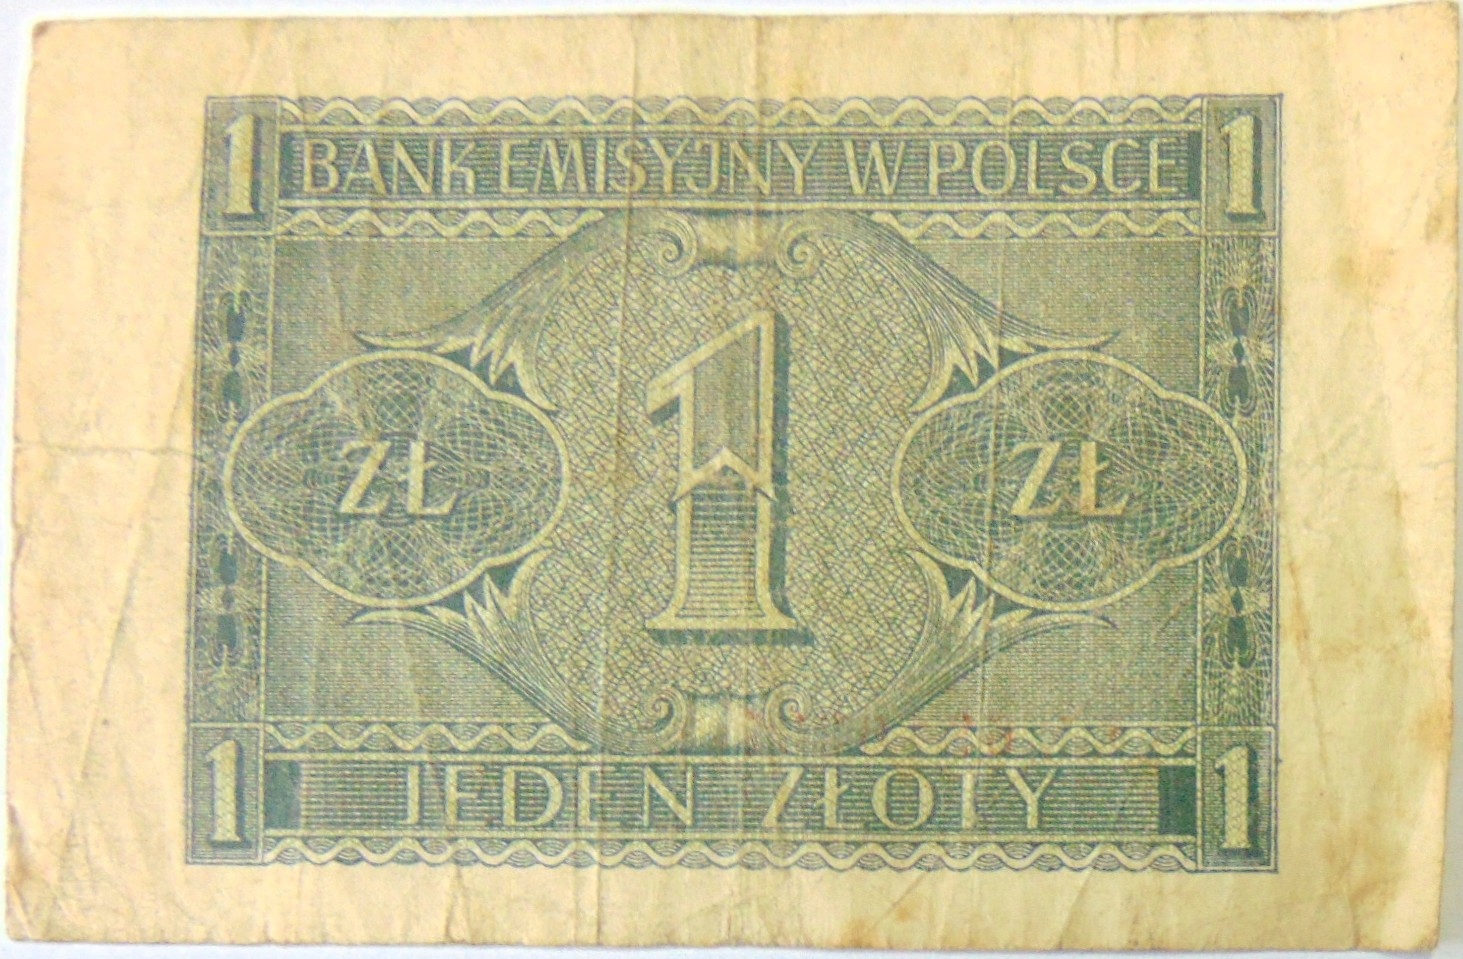 1 BANK EMISYJNY W POLSCE 1
ZŁ 1 ZŁ
1 JEDEN ZŁOTY 1